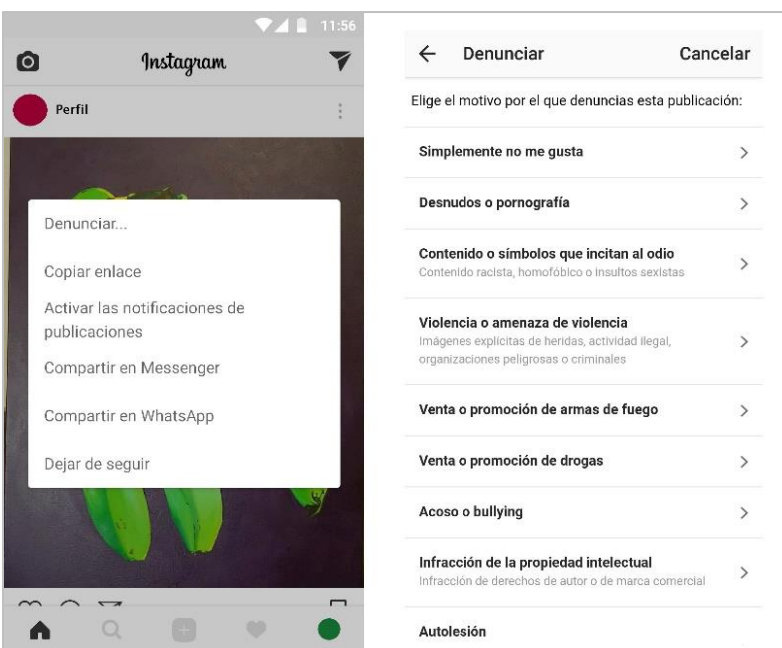 11:56
Instagram
Perfil
Denunciar...
Copiar enlace
Activar las notificaciones de
publicaciones
Compartir en Messenger
Compartir en WhatsApp
Dejar de seguir
Denunciar
Cancelar
Elige el motivo por el que denuncias esta publicación:
Simplemente no me gusta
Desnudos o pornografía
Contenido o símbolos que incitan al odio
Contenido racista, homofóbico o insultos sexistas
Violencia o amenaza de violencia
Imágenes explícitas de heridas, actividad ilegal,
organizaciones peligrosas o criminales
Venta o promoción de armas de fuego
Venta o promoción de drogas
Acoso o bullying
Infracción de la propiedad intelectual
Infracción de derechos de autor o de marca comercial
Autolesión